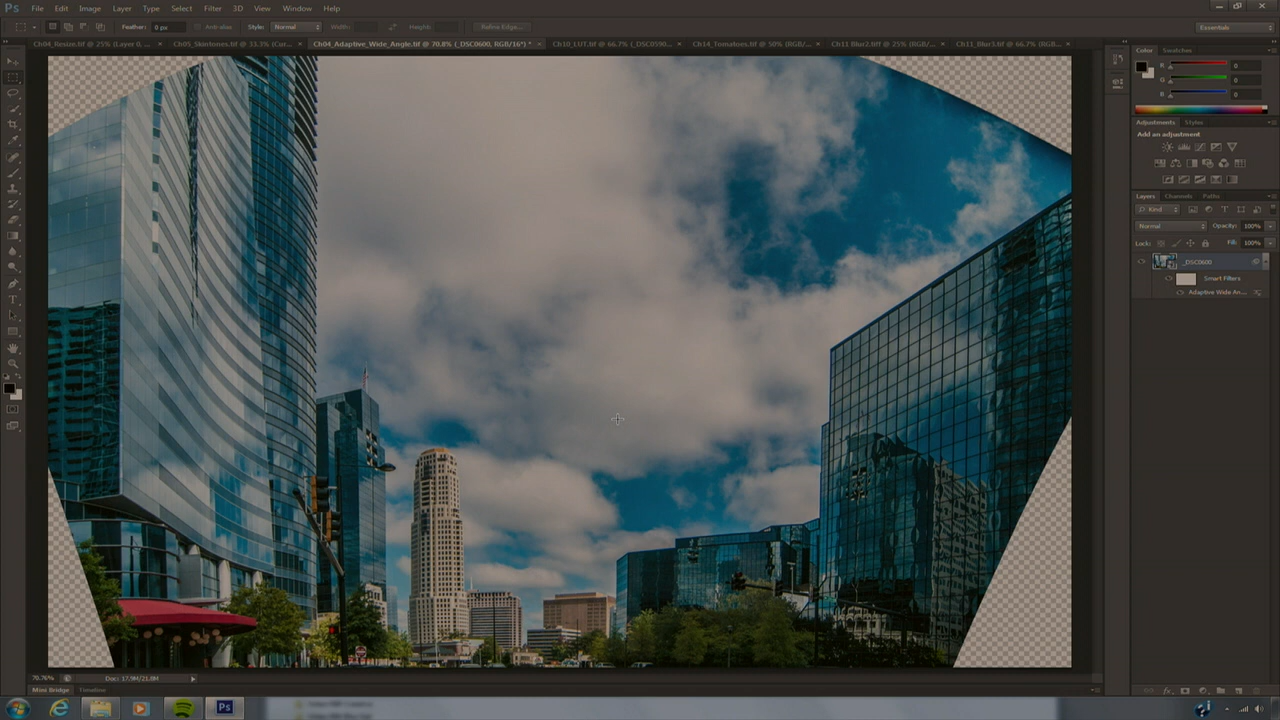 Ps File Edit Image Layer Type Select Filter 3D View Window Help
Feather: 0 px Anti-alias Style: Normal Width: Height: Refine Edge... Essentials
Ch04_Resize.tif @ 25% (Layer 0, ... × Ch05_Skintones.tif @ 33.3% (Cur... × Ch04_Adaptive_Wide_Angle.tif @ 70.8% (_DSC0600, RGB/16*) * × Ch10_LUT.tif @ 66.7% (_DSC0590... × Ch14_Tomatoes.tif @ 50% (RGB/... × Ch11 Blur2.tiff @ 25% (RGB/... × Ch11_Blur3.tif @ 66.7% (RGB... ×
Color Swatches
R 0
G 0
B 0
Adjustments Styles
Add an adjustment
Layers Channels Paths
Kind
Normal Opacity: 100%
Lock: Fill: 100%
_DSC0600
Smart Filters
Adaptive Wide An...
70.76% Doc: 17.9M/21.8M
Mini Bridge Timeline
Ps